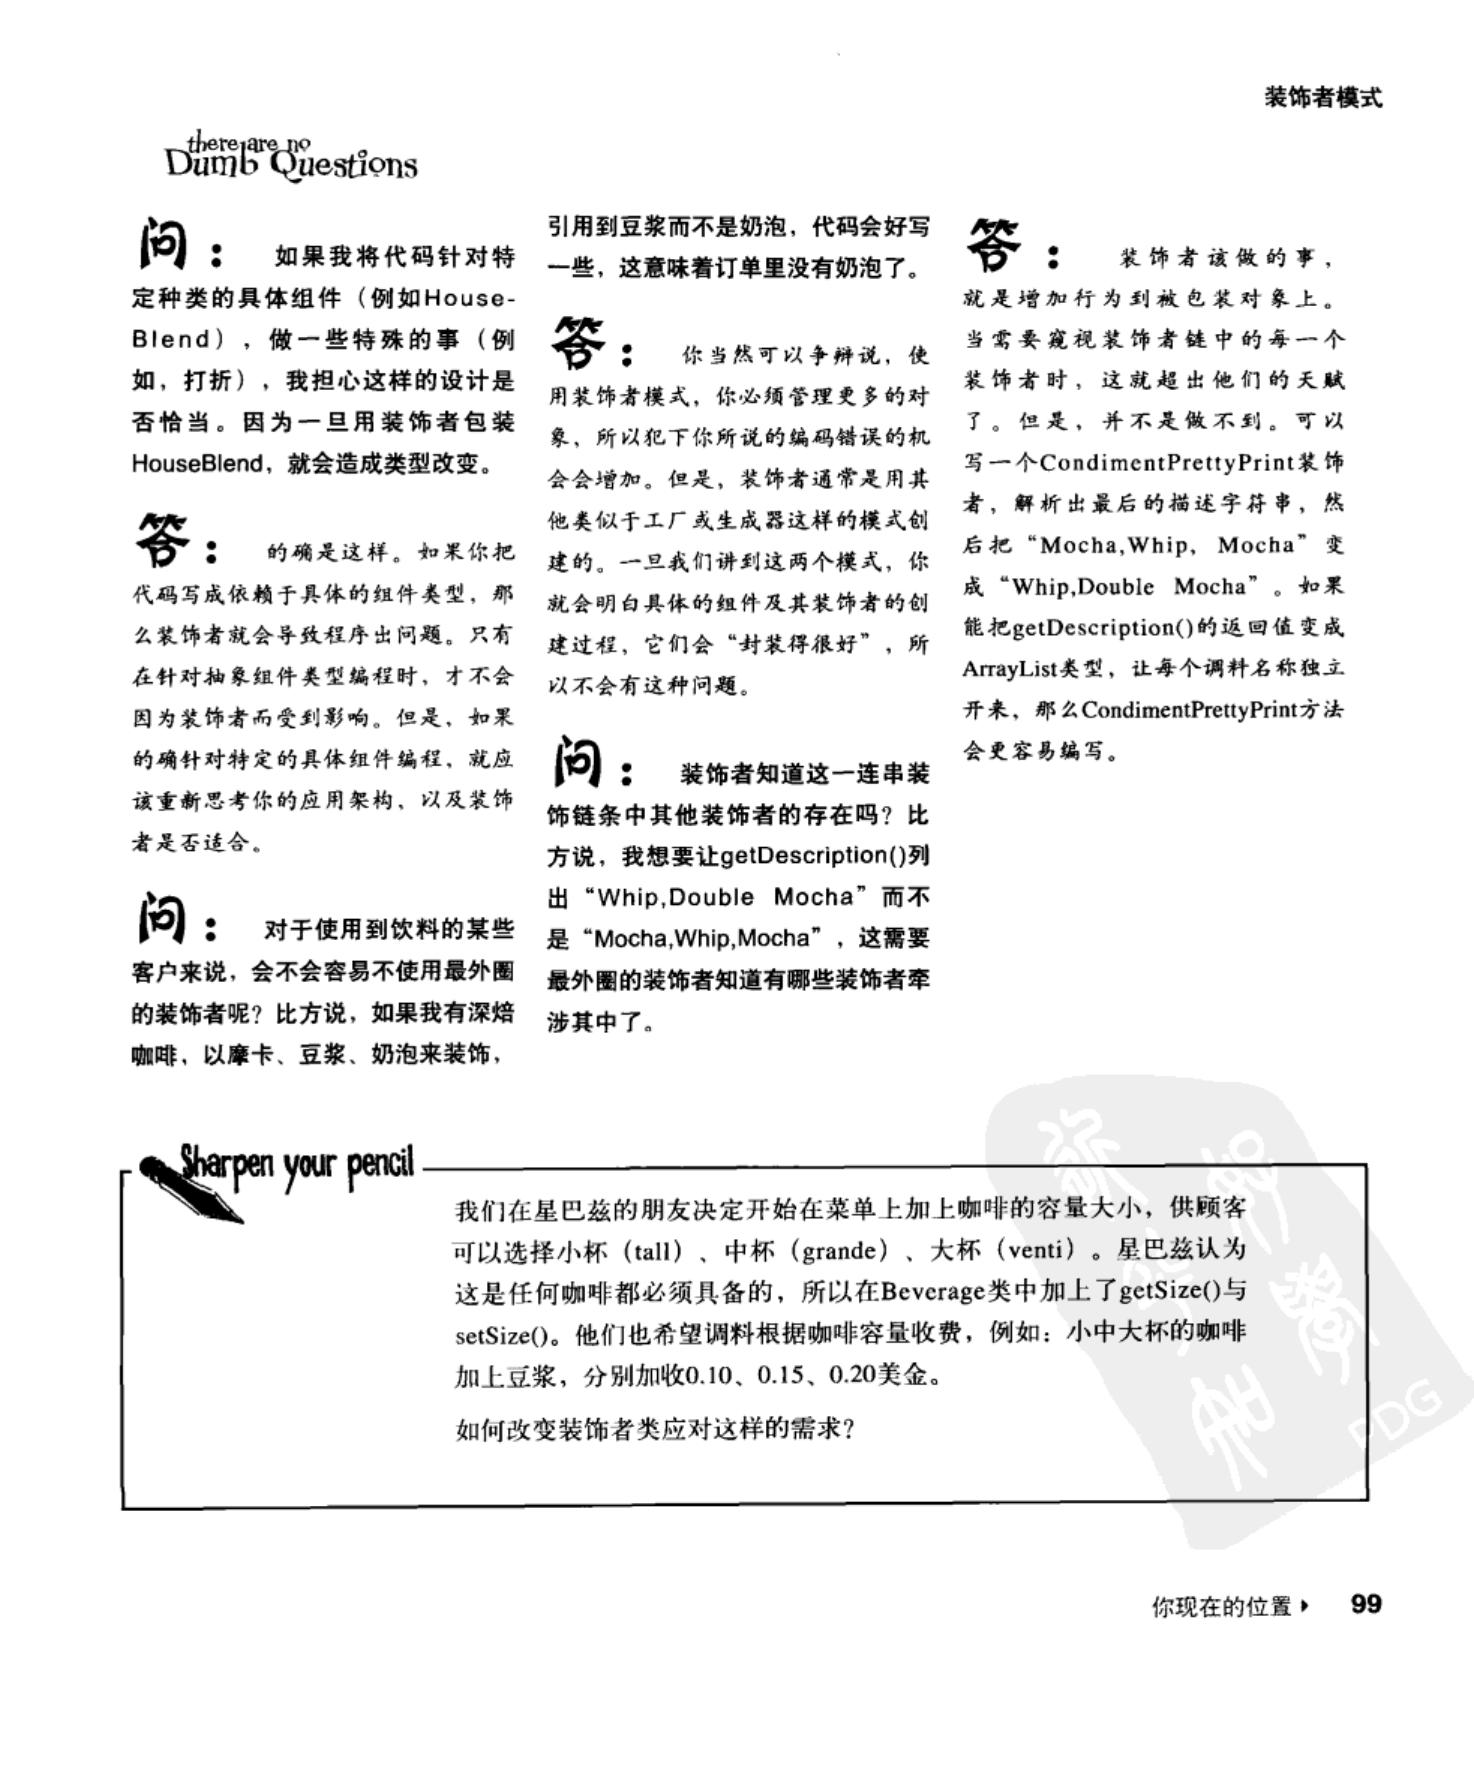 装饰者模式
there are no
Dumb Questions
问： 如果我将代码针对特
定种类的具体组件（例如House-
Blend），做一些特殊的事（例
如，打折），我担心这样的设计是
否恰当。因为一旦用装饰者包装
HouseBlend，就会造成类型改变。
答： 的确是这样。如果你把
代码写成依赖于具体的组件类型，那
么装饰者就会导致程序出问题。只有
在针对抽象组件类型编程时，才不会
因为装饰者而受到影响。但是，如果
的确针对特定的具体组件编程，就应
该重新思考你的应用架构，以及装饰
者是否适合。
问： 对于使用到饮料的某些
客户来说，会不会容易不使用最外圈
的装饰者呢？比方说，如果我有深焙
咖啡，以摩卡、豆浆、奶泡来装饰，
引用到豆浆而不是奶泡，代码会好写
一些，这意味着订单里没有奶泡了。
答： 你当然可以争辩说，使
用装饰者模式，你必须管理更多的对
象，所以犯下你所说的编码错误的机
会会增加。但是，装饰者通常是用其
他类似于工厂或生成器这样的模式创
建的。一旦我们讲到这两个模式，你
就会明白具体的组件及其装饰者的创
建过程，它们会“封装得很好”，所
以不会有这种问题。
问： 装饰者知道这一连串装
饰链条中其他装饰者的存在吗？比
方说，我想要让getDescription()列
出“Whip,Double Mocha”而不
是“Mocha,Whip,Mocha”，这需要
最外圈的装饰者知道有哪些装饰者牵
涉其中了。
答： 装饰者该做的事，
就是增加行为到被包装对象上。
当需要窥视装饰者链中的每一个
装饰者时，这就超出他们的天赋
了。但是，并不是做不到。可以
写一个CondimentPrettyPrint装饰
者，解析出最后的描述字符串，然
后把“Mocha,Whip, Mocha”变
成“Whip,Double Mocha”。如果
能把getDescription()的返回值变成
ArrayList类型，让每个调料名称独立
开来，那么CondimentPrettyPrint方法
会更容易编写。
Sharpen your pencil
我们在星巴兹的朋友决定开始在菜单上加上咖啡的容量大小，供顾客
可以选择小杯（tall）、中杯（grande）、大杯（venti）。星巴兹认为
这是任何咖啡都必须具备的，所以在Beverage类中加上了getSize()与
setSize()。他们也希望调料根据咖啡容量收费，例如：小中大杯的咖啡
加上豆浆，分别加收0.10、0.15、0.20美金。
如何改变装饰者类应对这样的需求？
PDG
你现在的位置 99